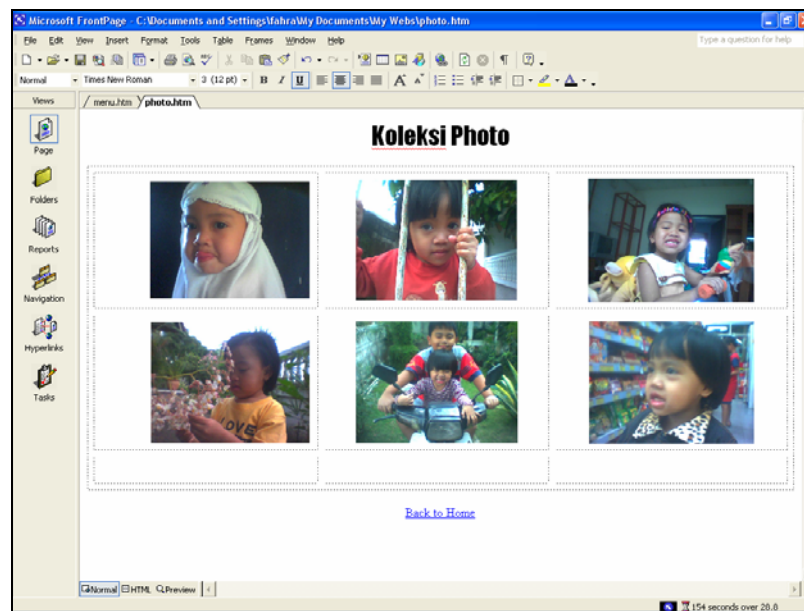 Microsoft FrontPage - C:\Documents and Settings\fahra\My Documents\My Webs\photo.htm
File Edit View Insert Format Tools Table Frames Window Help
Type a question for help
Normal Times New Roman 3 (12 pt) B I U A A A
Views
menu.htm photo.htm
Page
Folders
Reports
Navigation
Hyperlinks
Tasks
Koleksi Photo
LOVE
Back to Home
Normal HTML Preview
154 seconds over 28.8